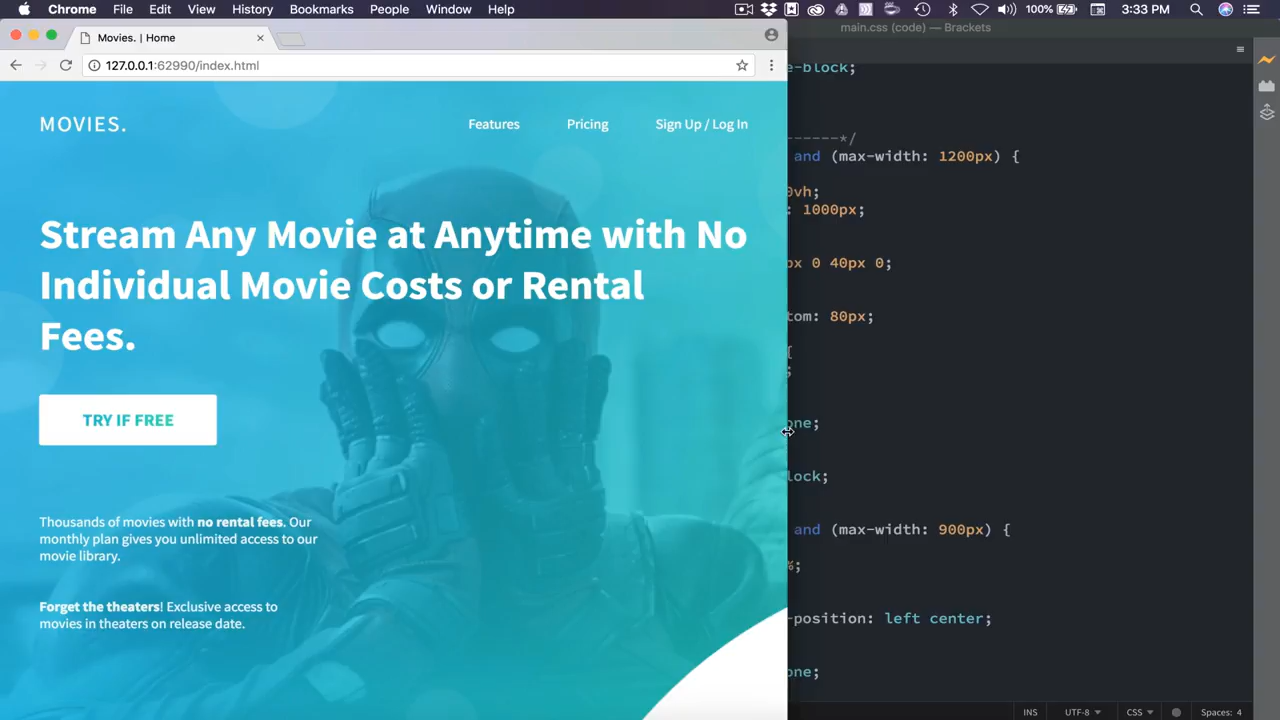 Chrome File Edit View History Bookmarks People Window Help 100% 3:33 PM
Movies. | Home
main.css (code) — Brackets
127.0.0.1:62990/index.html
e-block;
MOVIES.
Features Pricing Sign Up / Log In
------*/
and (max-width: 1200px) {
0vh;
: 1000px;
Stream Any Movie at Anytime with No
Individual Movie Costs or Rental
Fees.
px 0 40px 0;
tom: 80px;
{
;
TRY IF FREE
one;
lock;
Thousands of movies with no rental fees. Our
monthly plan gives you unlimited access to our
movie library.
and (max-width: 900px) {
%;
Forget the theaters! Exclusive access to
movies in theaters on release date.
-position: left center;
one;
INS UTF-8 CSS Spaces: 4